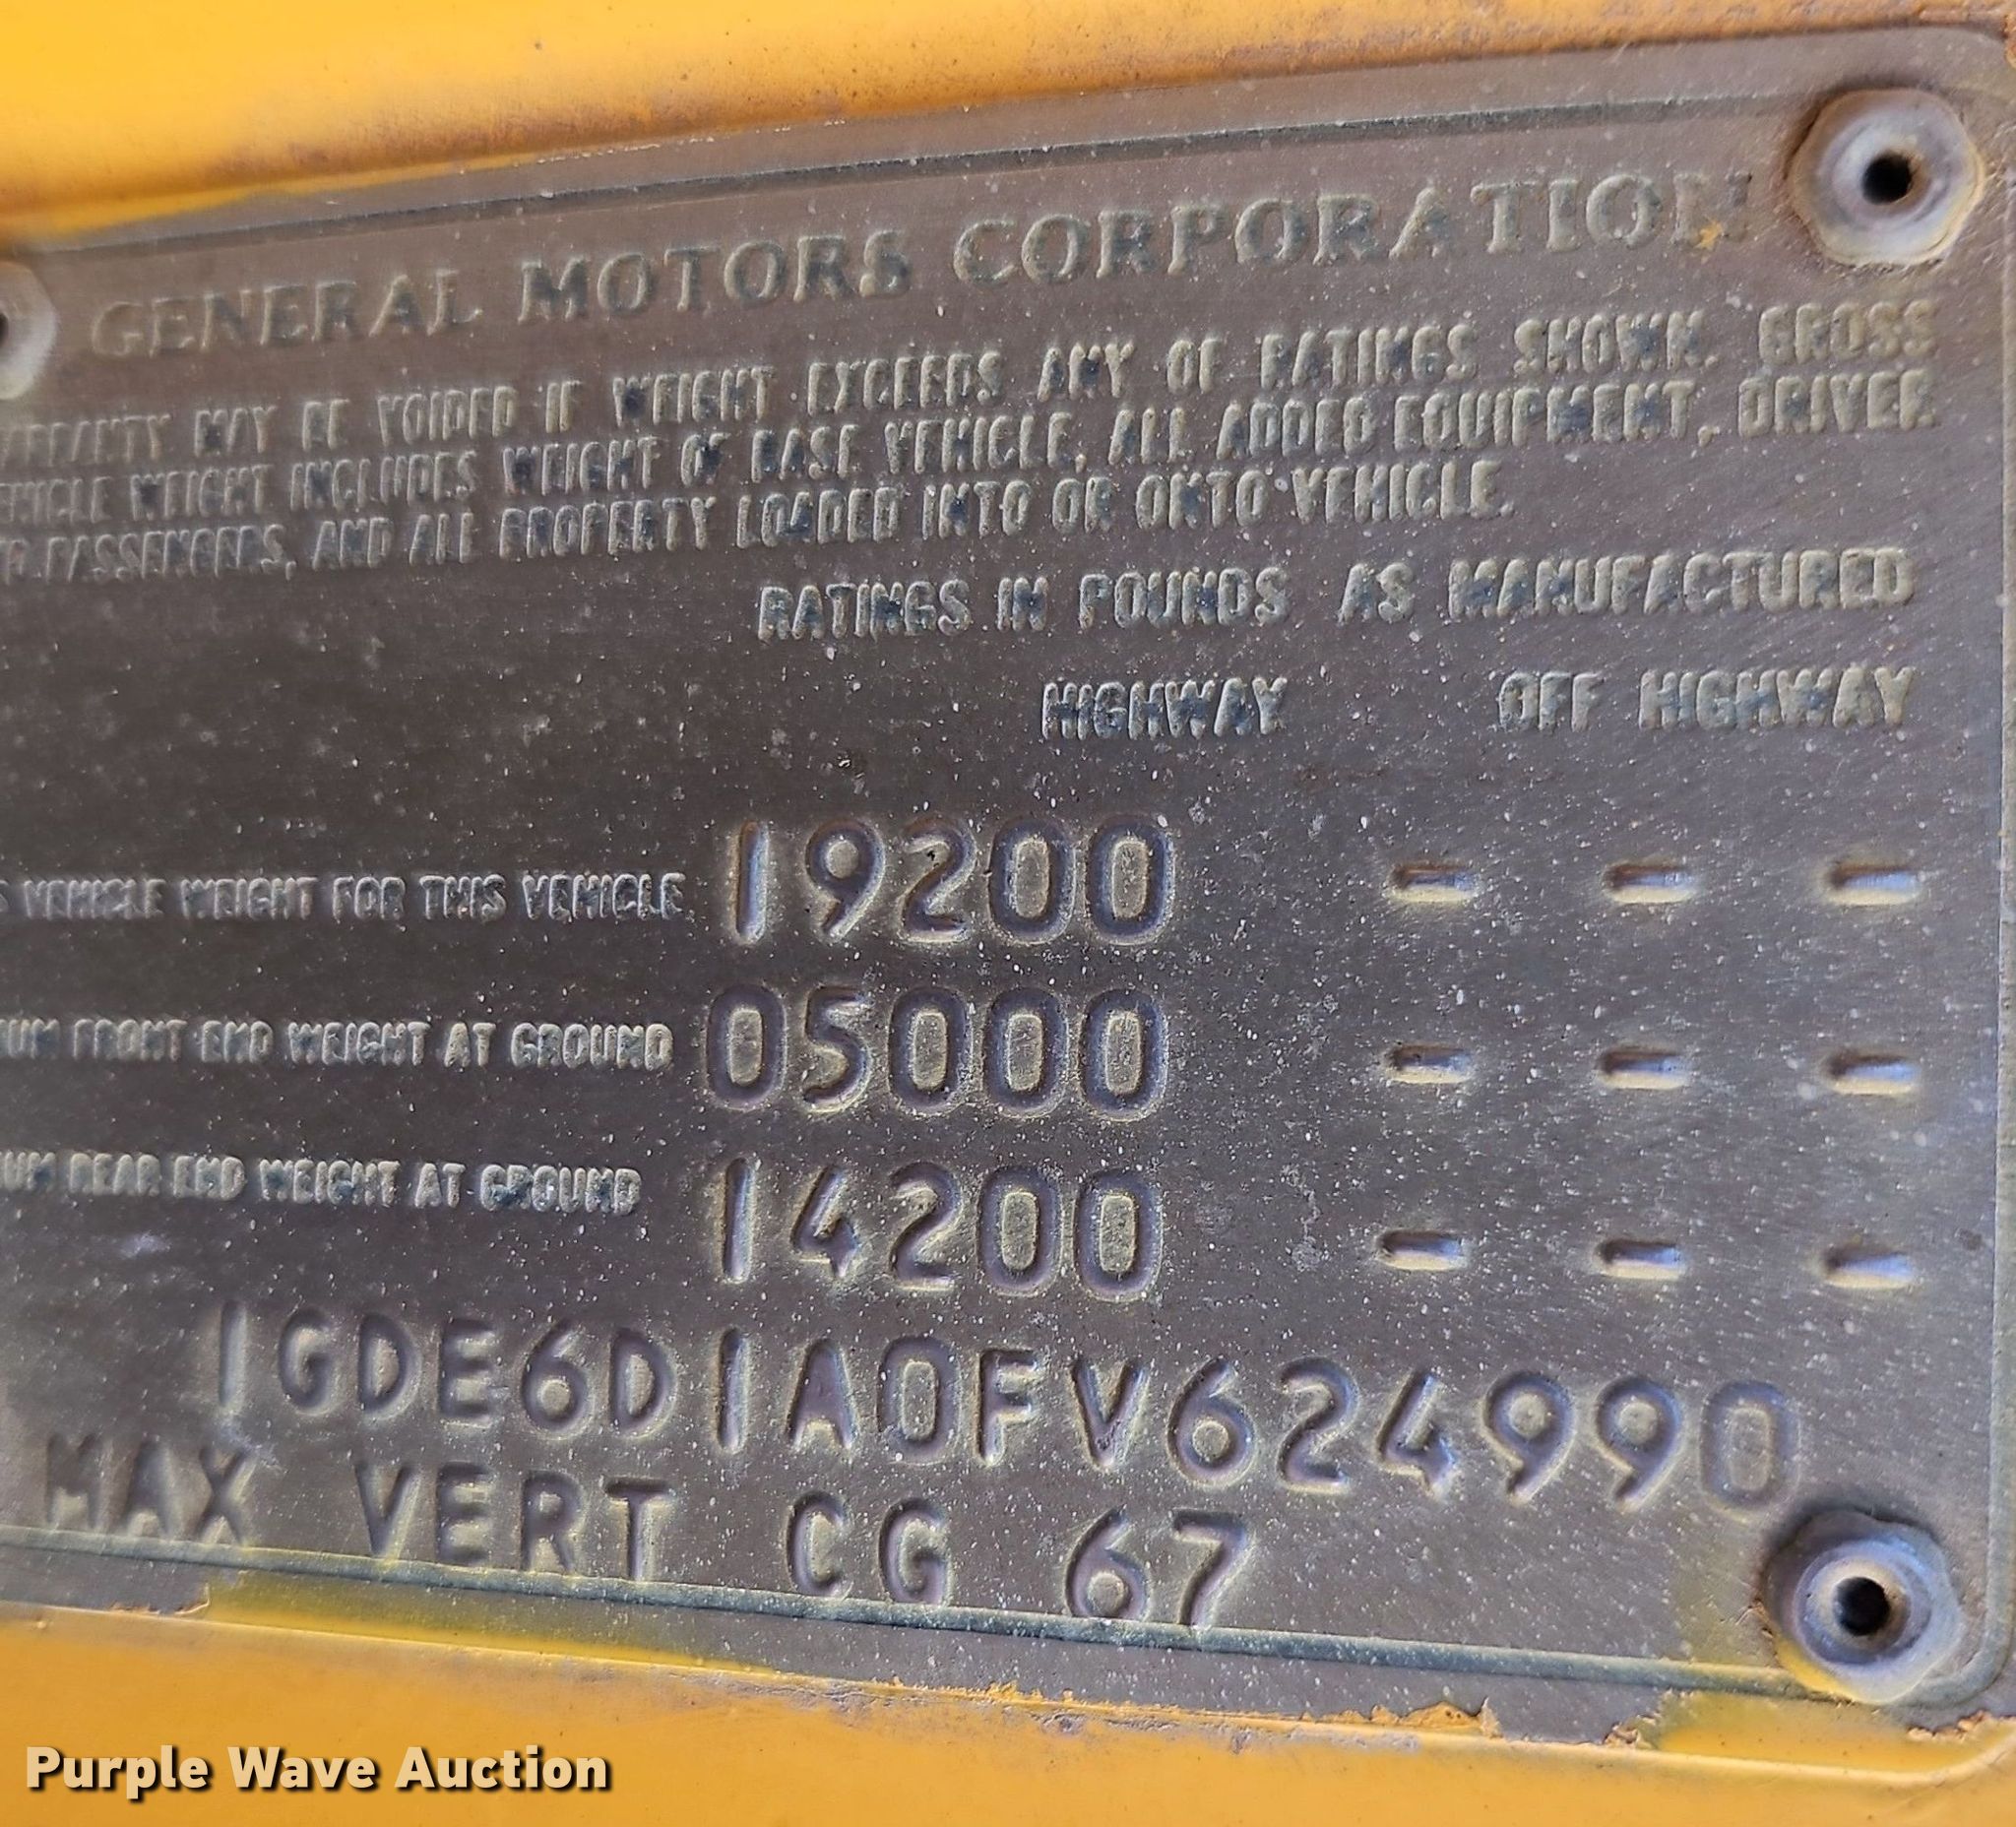 GENERAL MOTORS CORPORATION
WARRANTY MAY BE VOIDED IF WEIGHT EXCEEDS ANY OF RATINGS SHOWN. GROSS
VEHICLE WEIGHT INCLUDES WEIGHT OF BASE VEHICLE, ALL ADDED EQUIPMENT, DRIVER
PASSENGERS, AND ALL PROPERTY LOADED INTO OR ONTO VEHICLE.
RATINGS IN POUNDS AS MANUFACTURED
HIGHWAY OFF HIGHWAY
S VEHICLE WEIGHT FOR THIS VEHICLE 19200 - - -
UM FRONT END WEIGHT AT GROUND 05000 - - -
UM REAR END WEIGHT AT GROUND 14200 - - -
1GDE6D1A0FV624990
MAX VERT CG 67
Purple Wave Auction